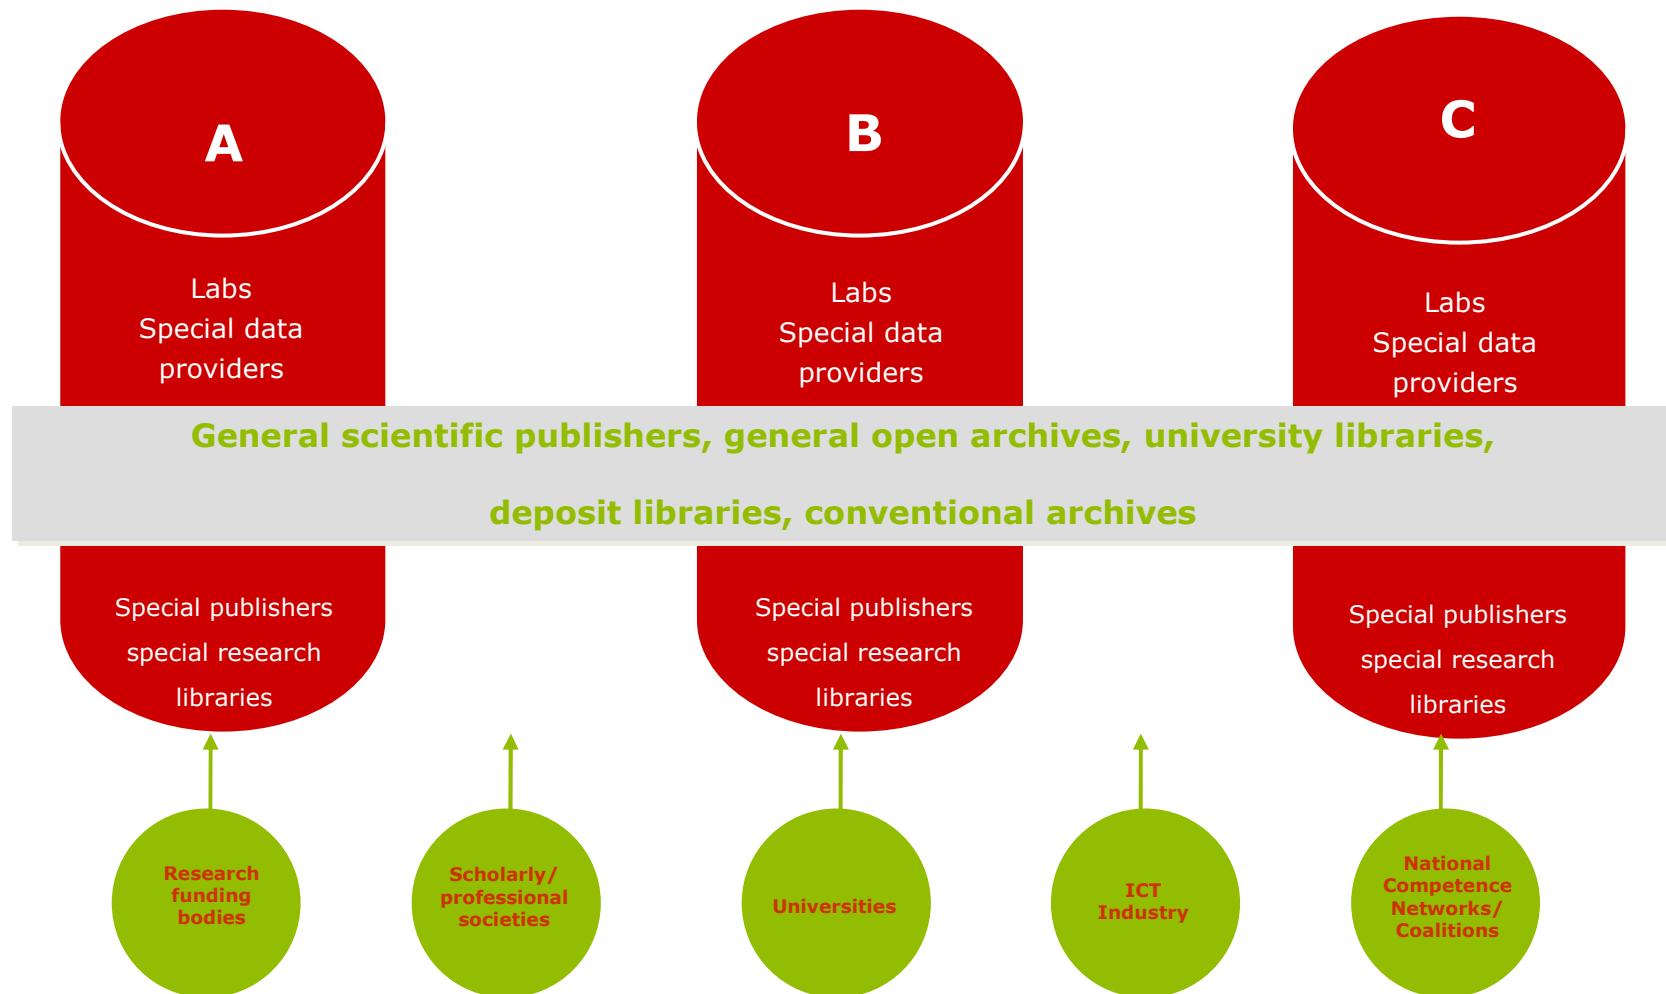 A
B
C
Labs
Special data
providers
Labs
Special data
providers
Labs
Special data
providers
General scientific publishers, general open archives, university libraries,
deposit libraries, conventional archives
Special publishers
special research
libraries
Special publishers
special research
libraries
Special publishers
special research
libraries
Research
funding
bodies
Scholarly/
professional
societies
Universities
ICT
Industry
National
Competence
Networks/
Coalitions